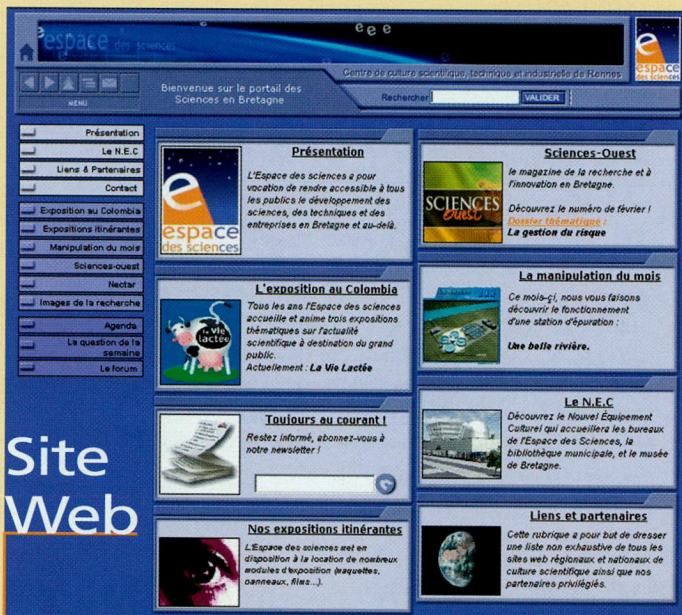 espace des sciences
e e e
espace
des sciences
Centre de culture scientifique, technique et industrielle de Rennes
MENU
Bienvenue sur le portail des
Sciences en Bretagne
Rechercher
VALIDER
Présentation
Le N.E.C
Liens & Partenaires
Contact
Exposition au Colombia
Expositions itinérantes
Manipulation du mois
Sciences-ouest
Nectar
Images de la recherche
Agenda
La question de la
semaine
Le forum
Présentation
e
espace
des sciences
L'Espace des sciences a pour
vocation de rendre accessible à tous
les publics le développement des
sciences, des techniques et des
entreprises en Bretagne et au-delà.
L'exposition au Colombia
la vie
lactée
Tous les ans l'Espace des sciences
accueille et anime trois expositions
thématiques sur l'actualité
scientifique à destination du grand
public.
Actuellement : La Vie Lactée
Toujours au courant !
Restez informé, abonnez-vous à
notre newsletter !
Nos expositions itinérantes
L'Espace des sciences met en
disposition à la location de nombreux
modules d'exposition (maquettes,
panneaux, films...).
Sciences-Ouest
SCIENCES
Ouest
le magazine de la recherche et à
l'innovation en Bretagne.
Découvrez le numéro de février !
Dossier thématique :
La gestion du risque
La manipulation du mois
Ce mois-çi, nous vous faisons
découvrir le fonctionnement
d'une station d'épuration :
Une belle rivière.
Le N.E.C
Découvrez le Nouvel Équipement
Culturel qui accueillera les bureaux
de l'Espace des Sciences, la
bibliothèque municipale, et le musée
de Bretagne.
Liens et partenaires
Cette rubrique a pour but de dresser
une liste non exhaustive de tous les
sites web régionaux et nationaux de
culture scientifique ainsi que nos
partenaires privilégiés.
Site
Web